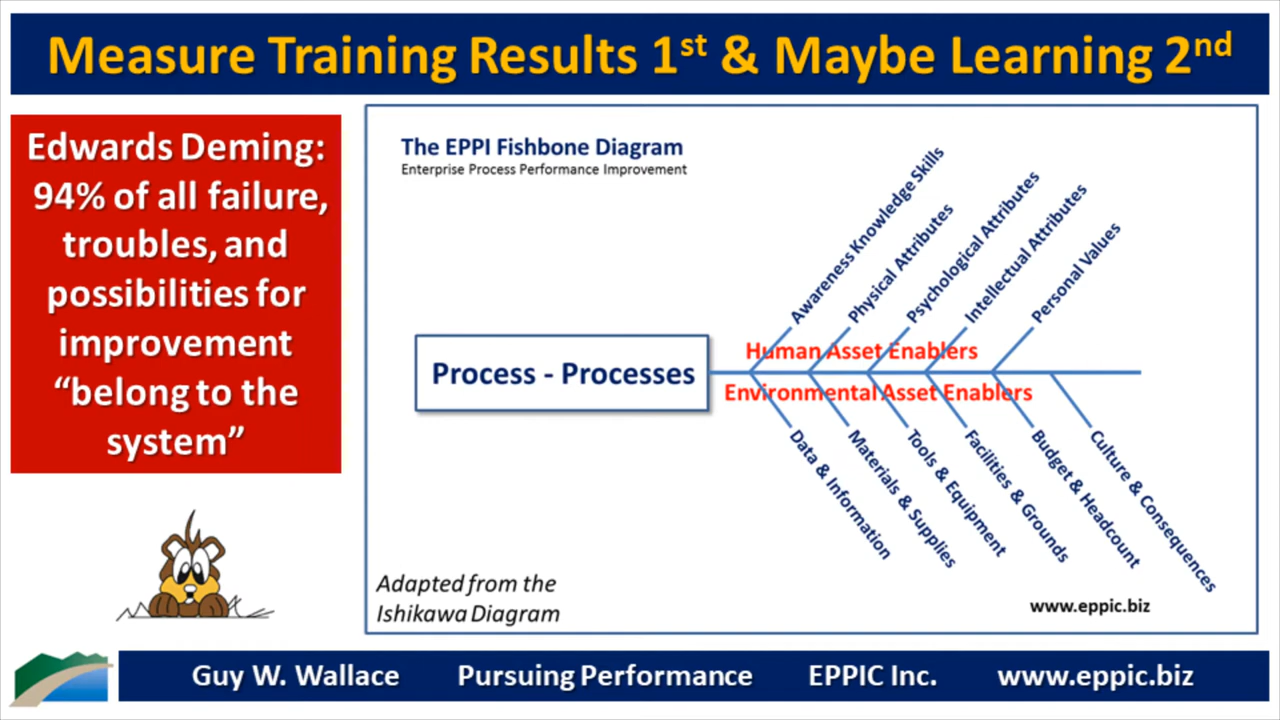 Measure Training Results 1st & Maybe Learning 2nd
Edwards Deming:
94% of all failure,
troubles, and
possibilities for
improvement
“belong to the
system”
The EPPI Fishbone Diagram
Enterprise Process Performance Improvement
Awareness Knowledge Skills
Physical Attributes
Psychological Attributes
Intellectual Attributes
Personal Values
Human Asset Enablers
Process - Processes
Environmental Asset Enablers
Data & Information
Materials & Supplies
Tools & Equipment
Facilities & Grounds
Budget & Headcount
Culture & Consequences
Adapted from the
Ishikawa Diagram
www.eppic.biz
Guy W. Wallace Pursuing Performance EPPIC Inc. www.eppic.biz